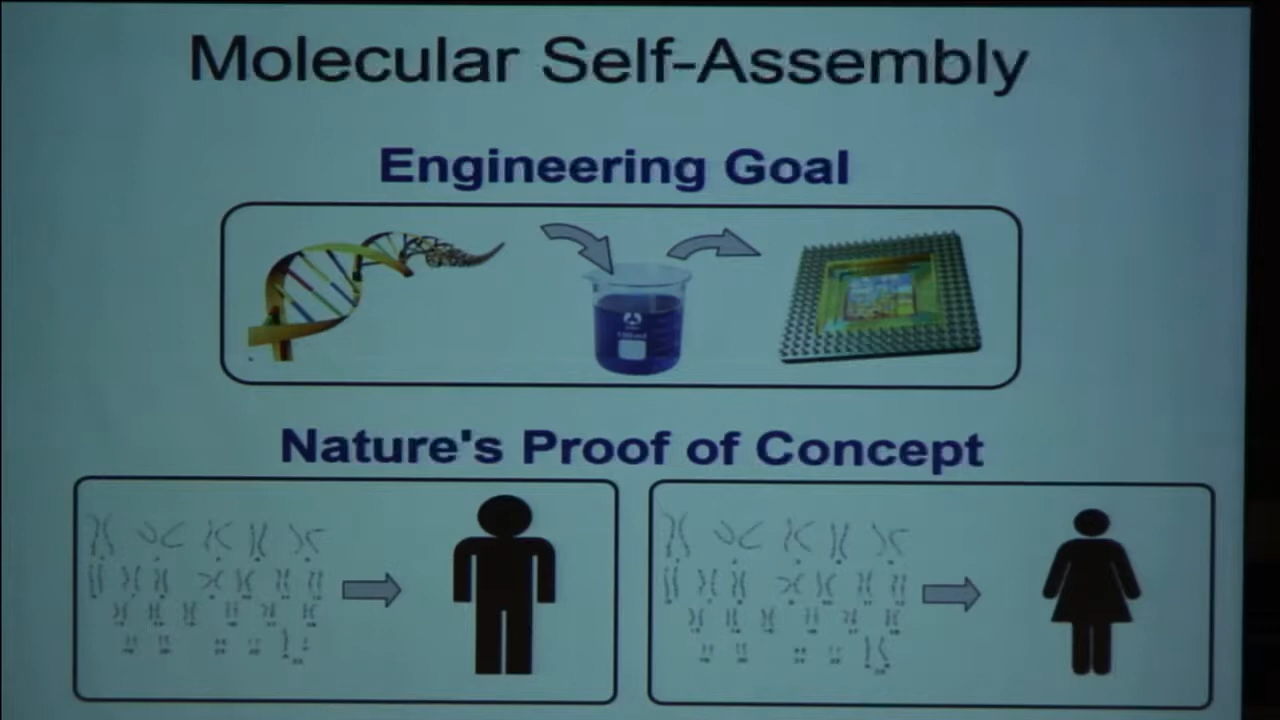 Molecular Self-Assembly
Engineering Goal
Nature's Proof of Concept